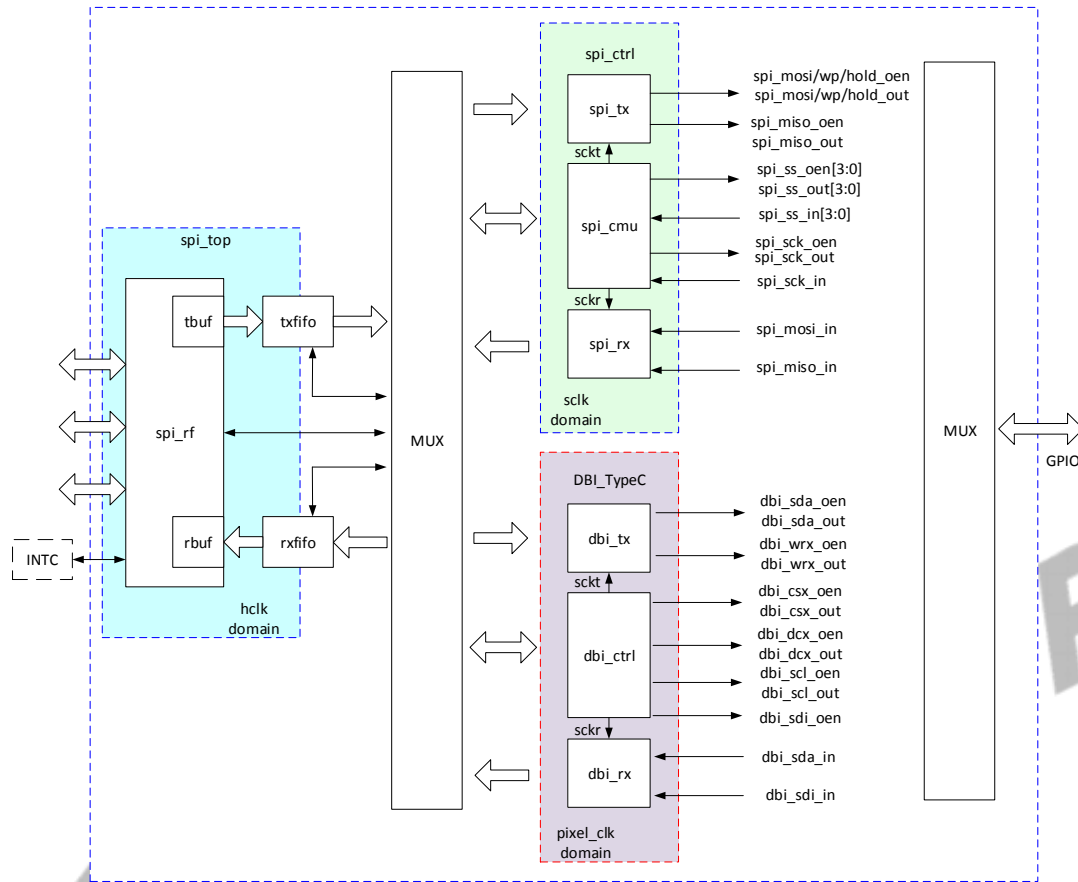 spi_top
spi_rf
tbuf
txfifo
rbuf
rxfifo
hclk
domain
INTC
MUX
spi_ctrl
spi_tx
sckt
spi_cmu
sckr
spi_rx
sclk
domain
spi_mosi/wp/hold_oen
spi_mosi/wp/hold_out
spi_miso_oen
spi_miso_out
spi_ss_oen[3:0]
spi_ss_out[3:0]
spi_ss_in[3:0]
spi_sck_oen
spi_sck_out
spi_sck_in
spi_mosi_in
spi_miso_in
DBI_TypeC
dbi_tx
sckt
dbi_ctrl
sckr
dbi_rx
pixel_clk
domain
dbi_sda_oen
dbi_sda_out
dbi_wrx_oen
dbi_wrx_out
dbi_csx_oen
dbi_csx_out
dbi_dcx_oen
dbi_dcx_out
dbi_scl_oen
dbi_scl_out
dbi_sdi_oen
dbi_sda_in
dbi_sdi_in
MUX
GPIO